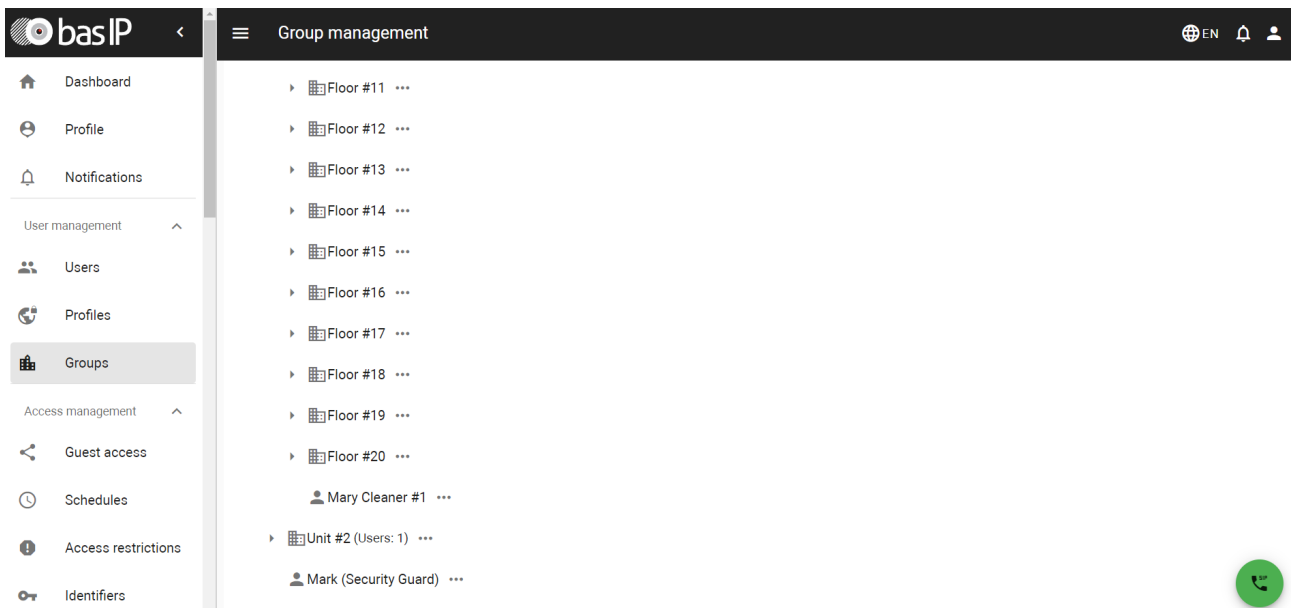 bas IP
Group management
EN
Dashboard
Profile
Notifications
User management
Users
Profiles
Groups
Access management
Guest access
Schedules
Access restrictions
Identifiers
Floor #11
Floor #12
Floor #13
Floor #14
Floor #15
Floor #16
Floor #17
Floor #18
Floor #19
Floor #20
Mary Cleaner #1
Unit #2 (Users: 1)
Mark (Security Guard)
SIP